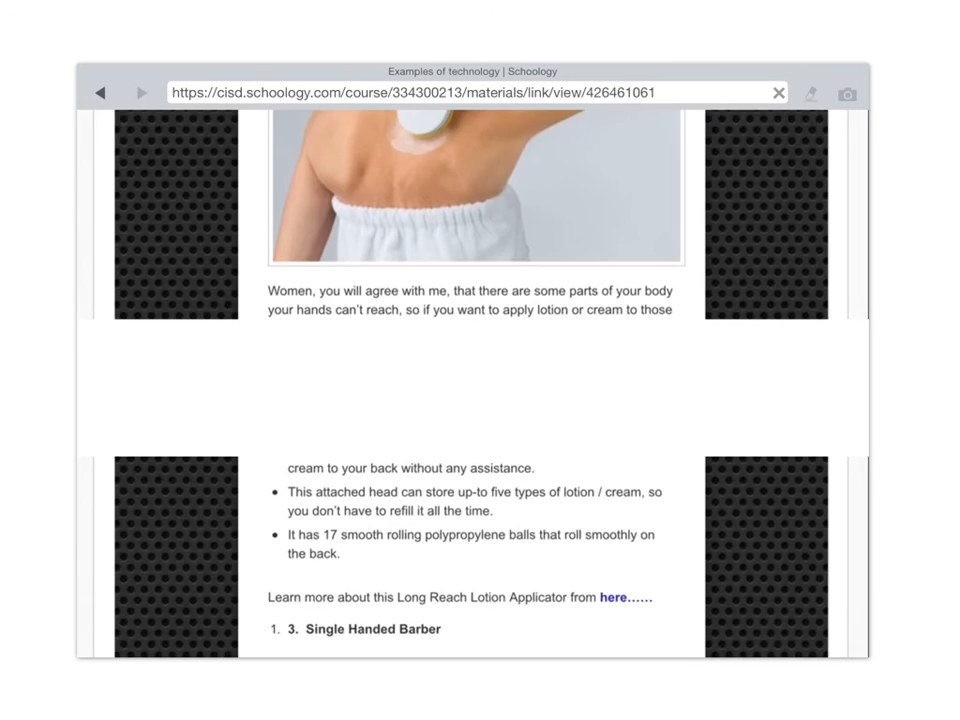 Examples of technology | Schoology
https://cisd.schoology.com/course/334300213/materials/link/view/426461061
Women, you will agree with me, that there are some parts of your body
your hands can't reach, so if you want to apply lotion or cream to those
cream to your back without any assistance.
• This attached head can store up-to five types of lotion / cream, so
you don't have to refill it all the time.
• It has 17 smooth rolling polypropylene balls that roll smoothly on
the back.
Learn more about this Long Reach Lotion Applicator from here......
1. 3. Single Handed Barber